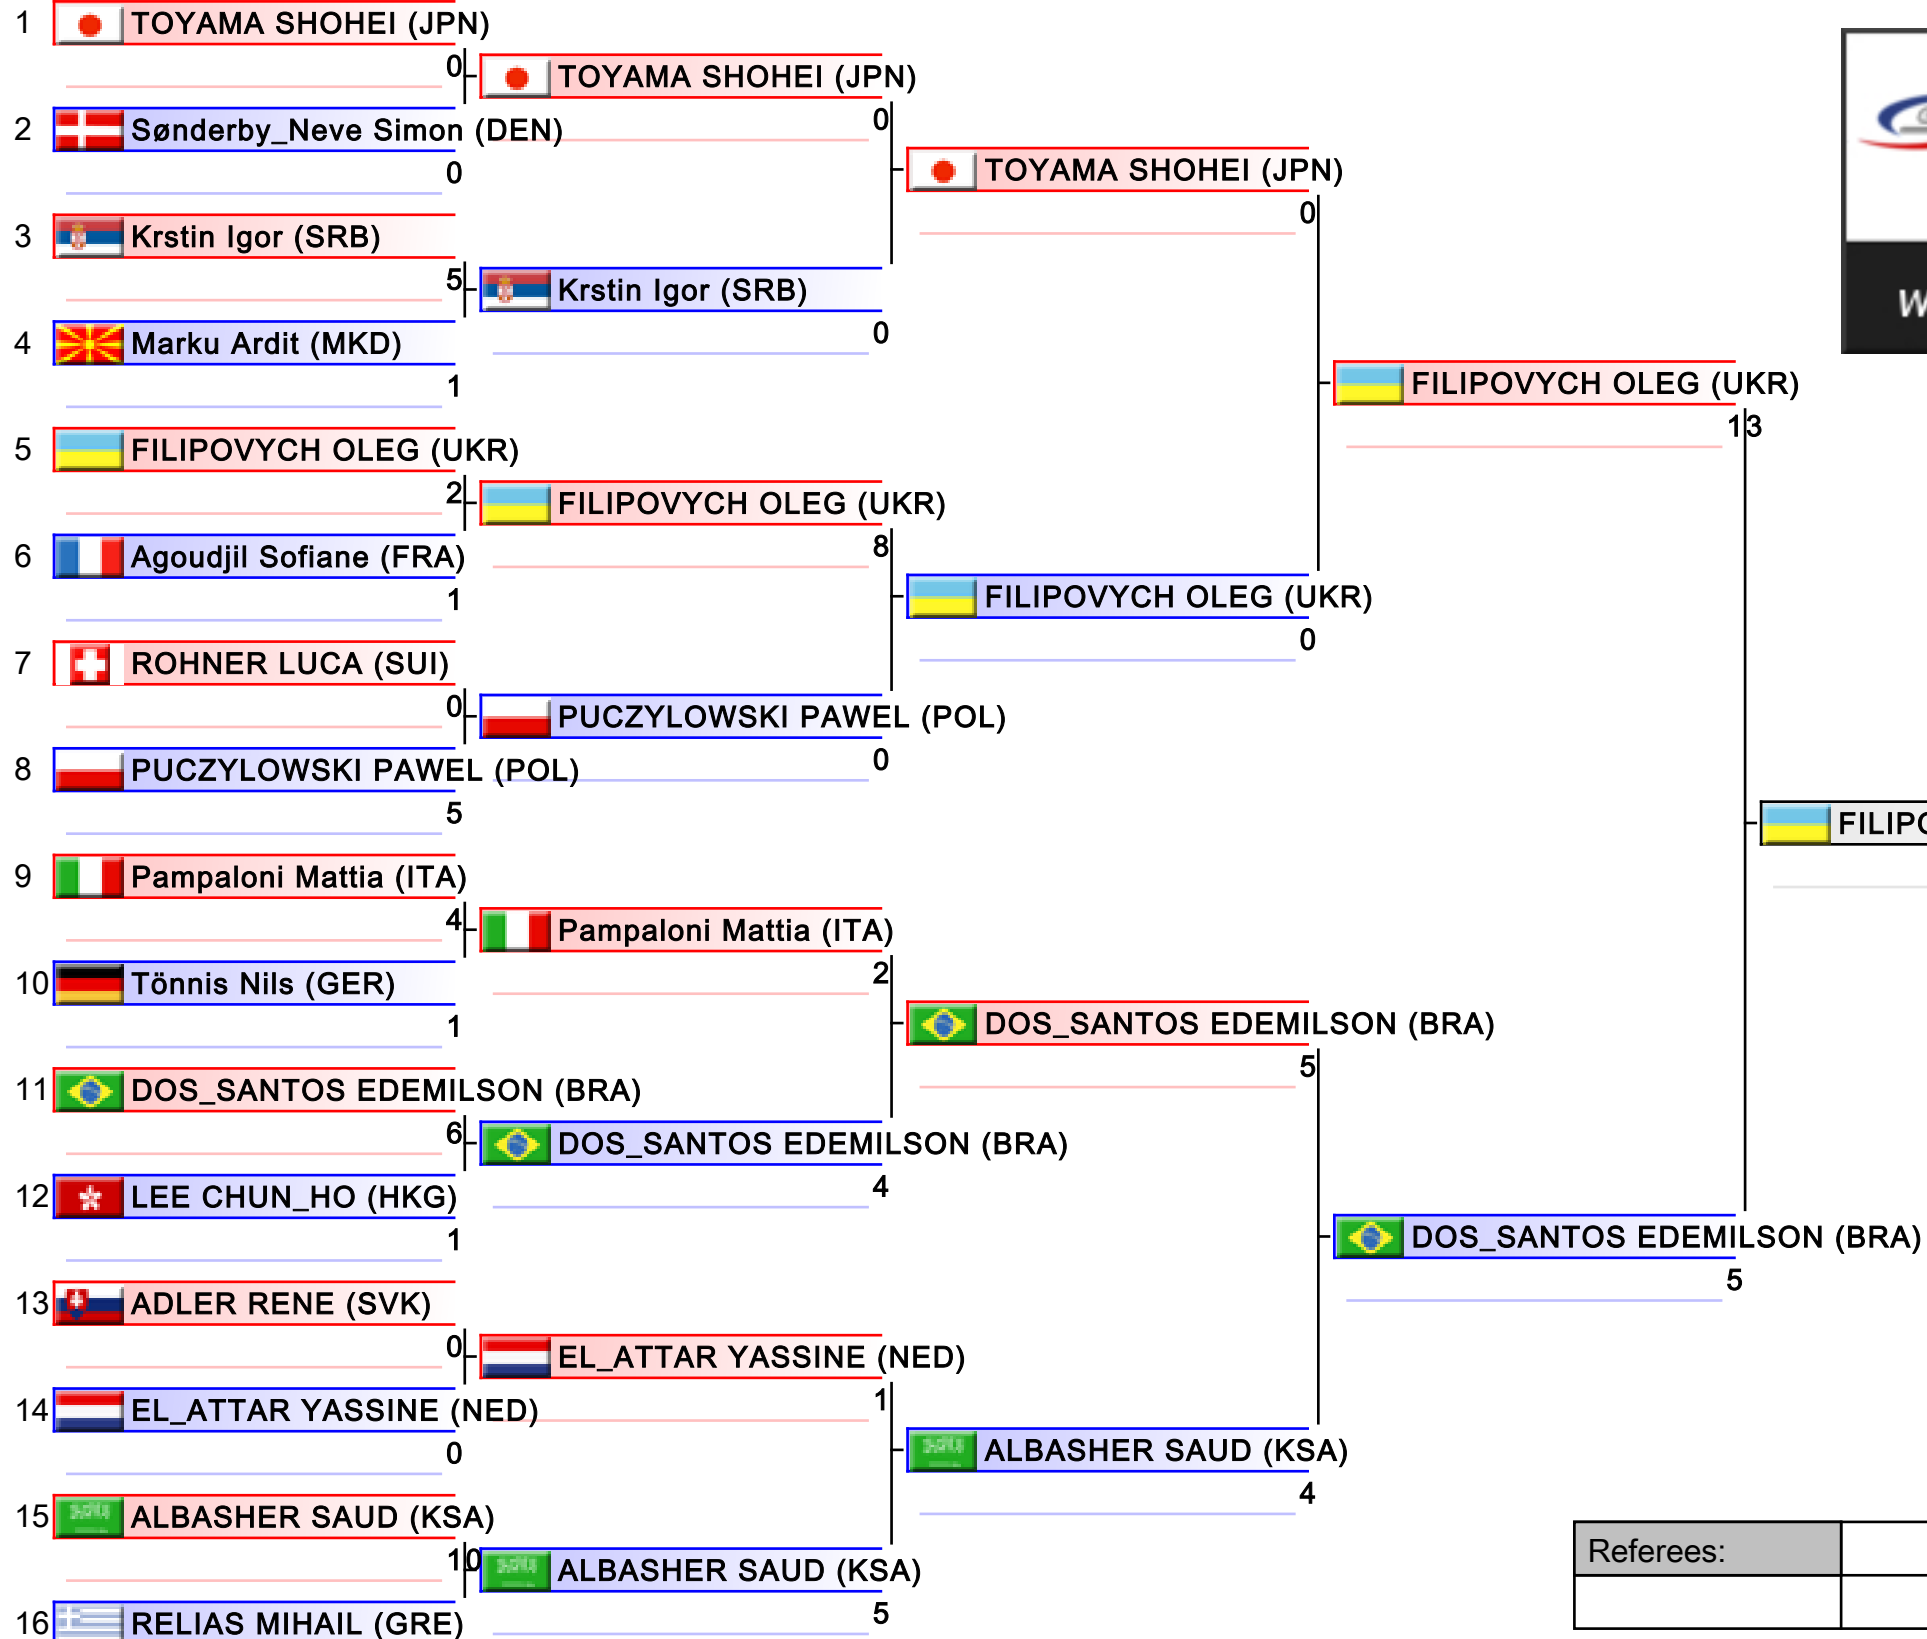 1 TOYAMA SHOHEI (JPN)
0
TOYAMA SHOHEI (JPN)
0
2 Sønderby_Neve Simon (DEN)
0
TOYAMA SHOHEI (JPN)
0
3 Krstin Igor (SRB)
5
Krstin Igor (SRB)
0
4 Marku Ardit (MKD)
1
FILIPOVYCH OLEG (UKR)
13
5 FILIPOVYCH OLEG (UKR)
2
FILIPOVYCH OLEG (UKR)
8
6 Agoudjil Sofiane (FRA)
1
FILIPOVYCH OLEG (UKR)
0
7 ROHNER LUCA (SUI)
0
PUCZYLOWSKI PAWEL (POL)
0
8 PUCZYLOWSKI PAWEL (POL)
5
FILIPO
9 Pampaloni Mattia (ITA)
4
Pampaloni Mattia (ITA)
2
10 Tönnis Nils (GER)
1
DOS_SANTOS EDEMILSON (BRA)
5
11 DOS_SANTOS EDEMILSON (BRA)
6
DOS_SANTOS EDEMILSON (BRA)
4
12 LEE CHUN_HO (HKG)
1
DOS_SANTOS EDEMILSON (BRA)
5
13 ADLER RENE (SVK)
0
EL_ATTAR YASSINE (NED)
1
14 EL_ATTAR YASSINE (NED)
0
ALBASHER SAUD (KSA)
4
15 ALBASHER SAUD (KSA)
10
ALBASHER SAUD (KSA)
5
16 RELIAS MIHAIL (GRE)
Referees: